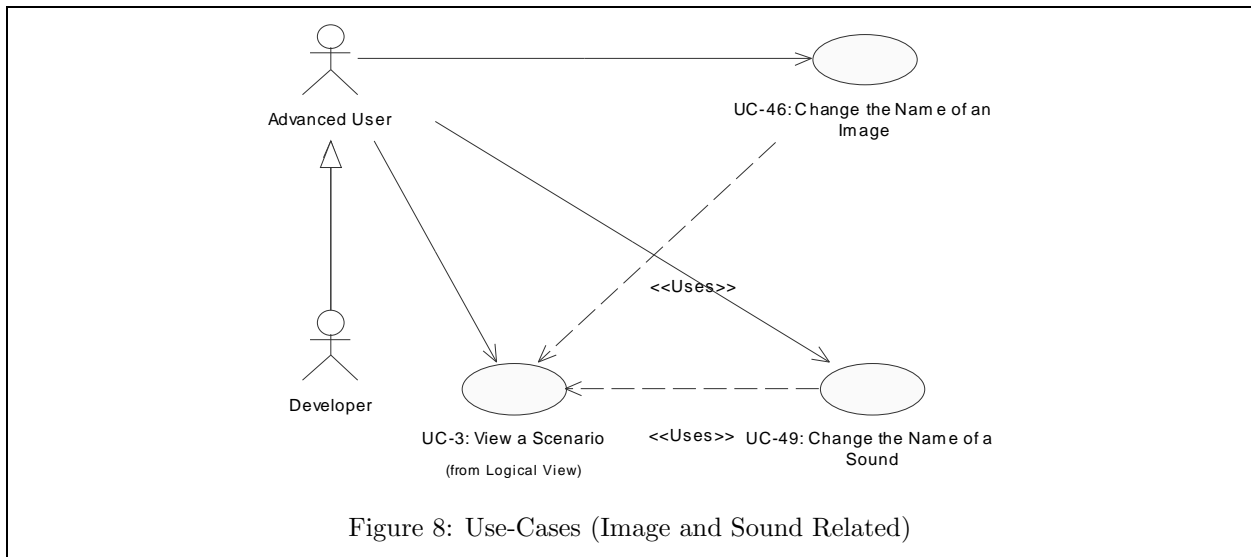 Advanced User
UC-46: Change the Name of an
Image
<<Uses>>
Developer
UC-3: View a Scenario
(from Logical View)
<<Uses>>
UC-49: Change the Name of a
Sound
Figure 8: Use-Cases (Image and Sound Related)